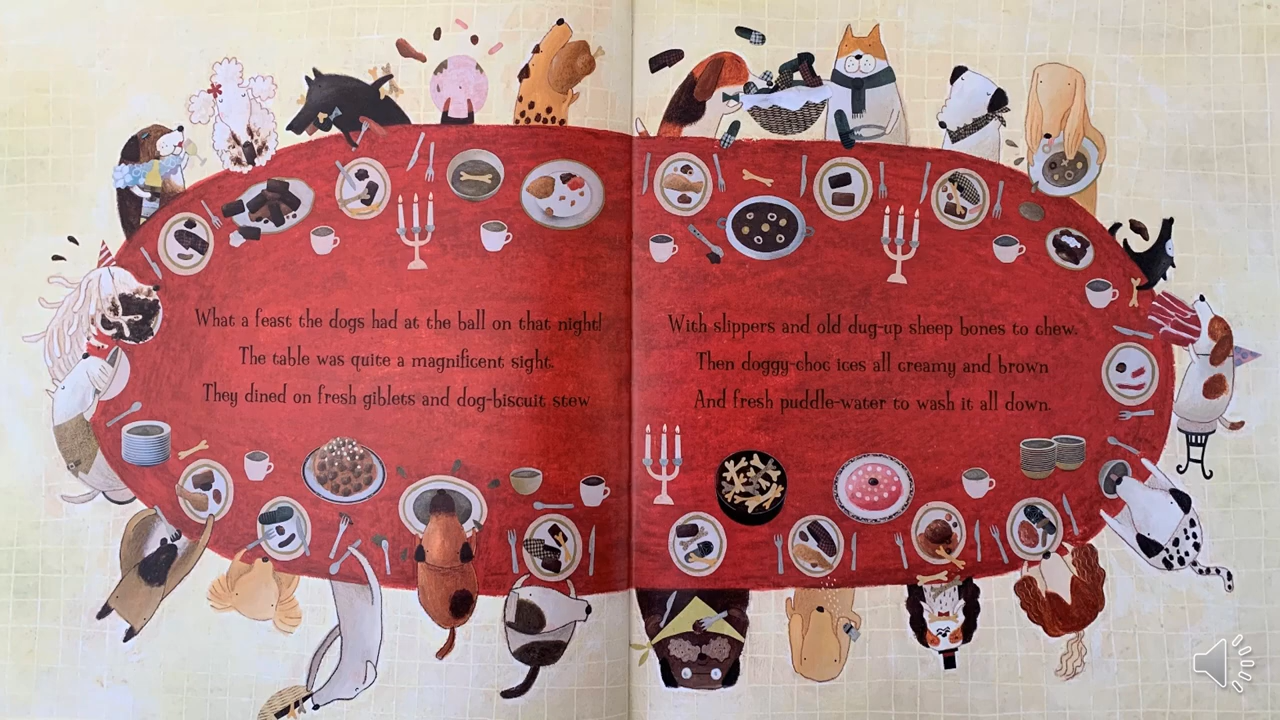 What a feast the dogs had at the ball on that night!
The table was quite a magnificent sight.
They dined on fresh giblets and dog-biscuit stew
With slippers and old dug-up sheep bones to chew.
Then doggy-choc ices all creamy and brown
And fresh puddle-water to wash it all down.